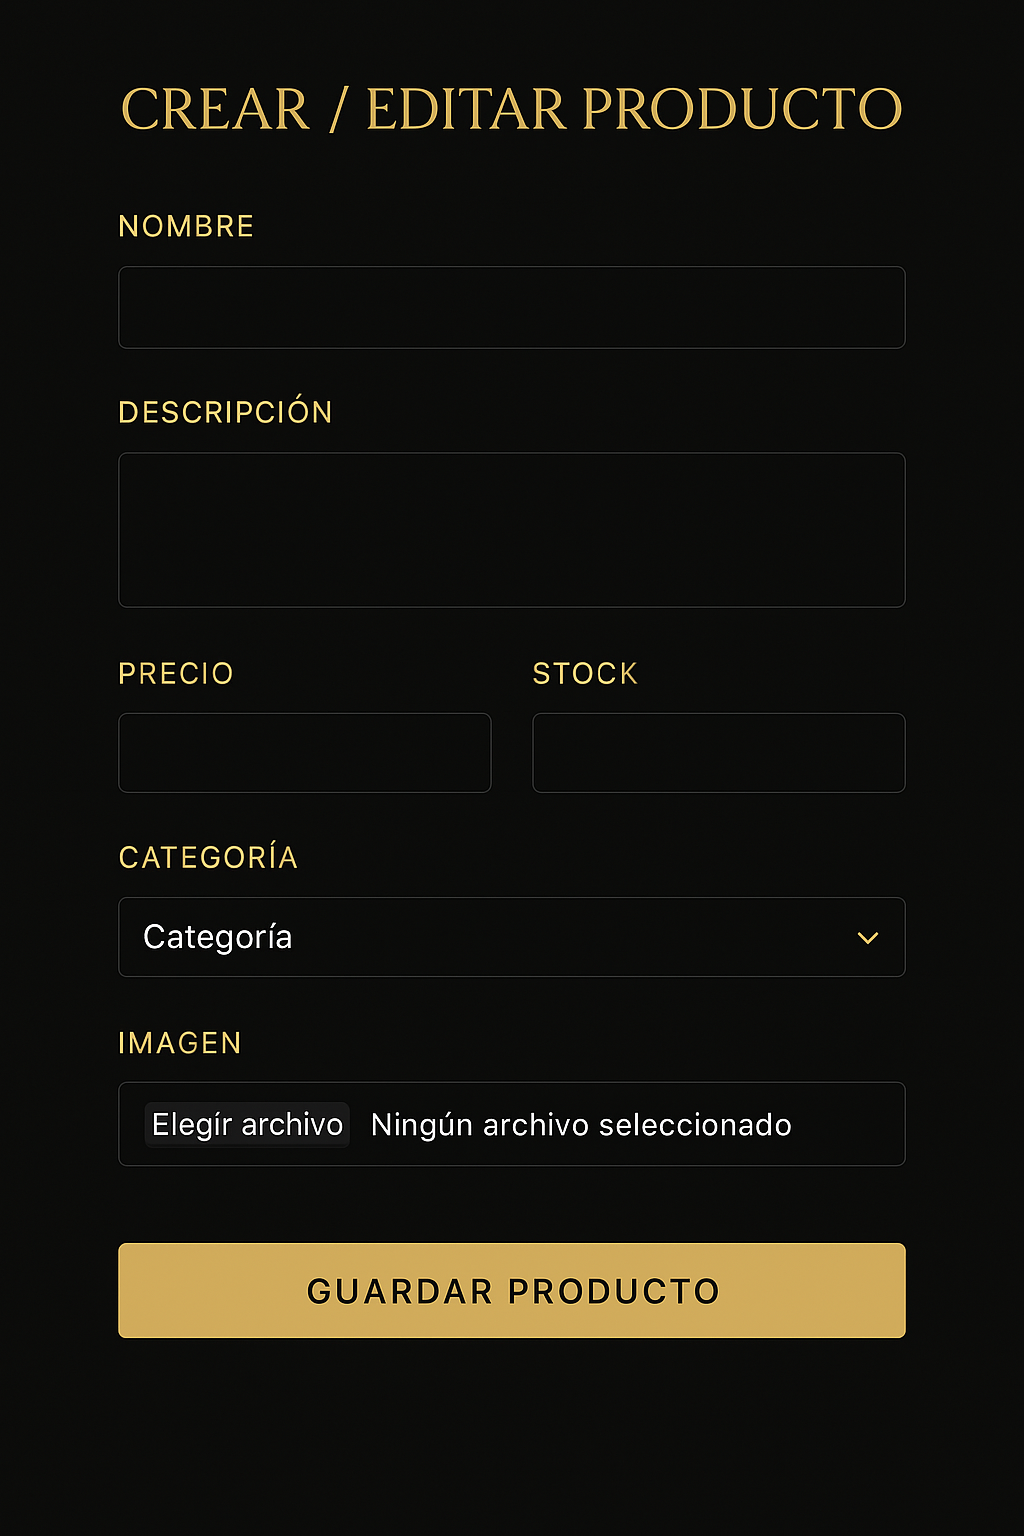 CREAR / EDITAR PRODUCTO
NOMBRE
DESCRIPCIÓN
PRECIO
STOCK
CATEGORÍA
Categoría
IMAGEN
Elegír archivo Ningún archivo seleccionado
GUARDAR PRODUCTO